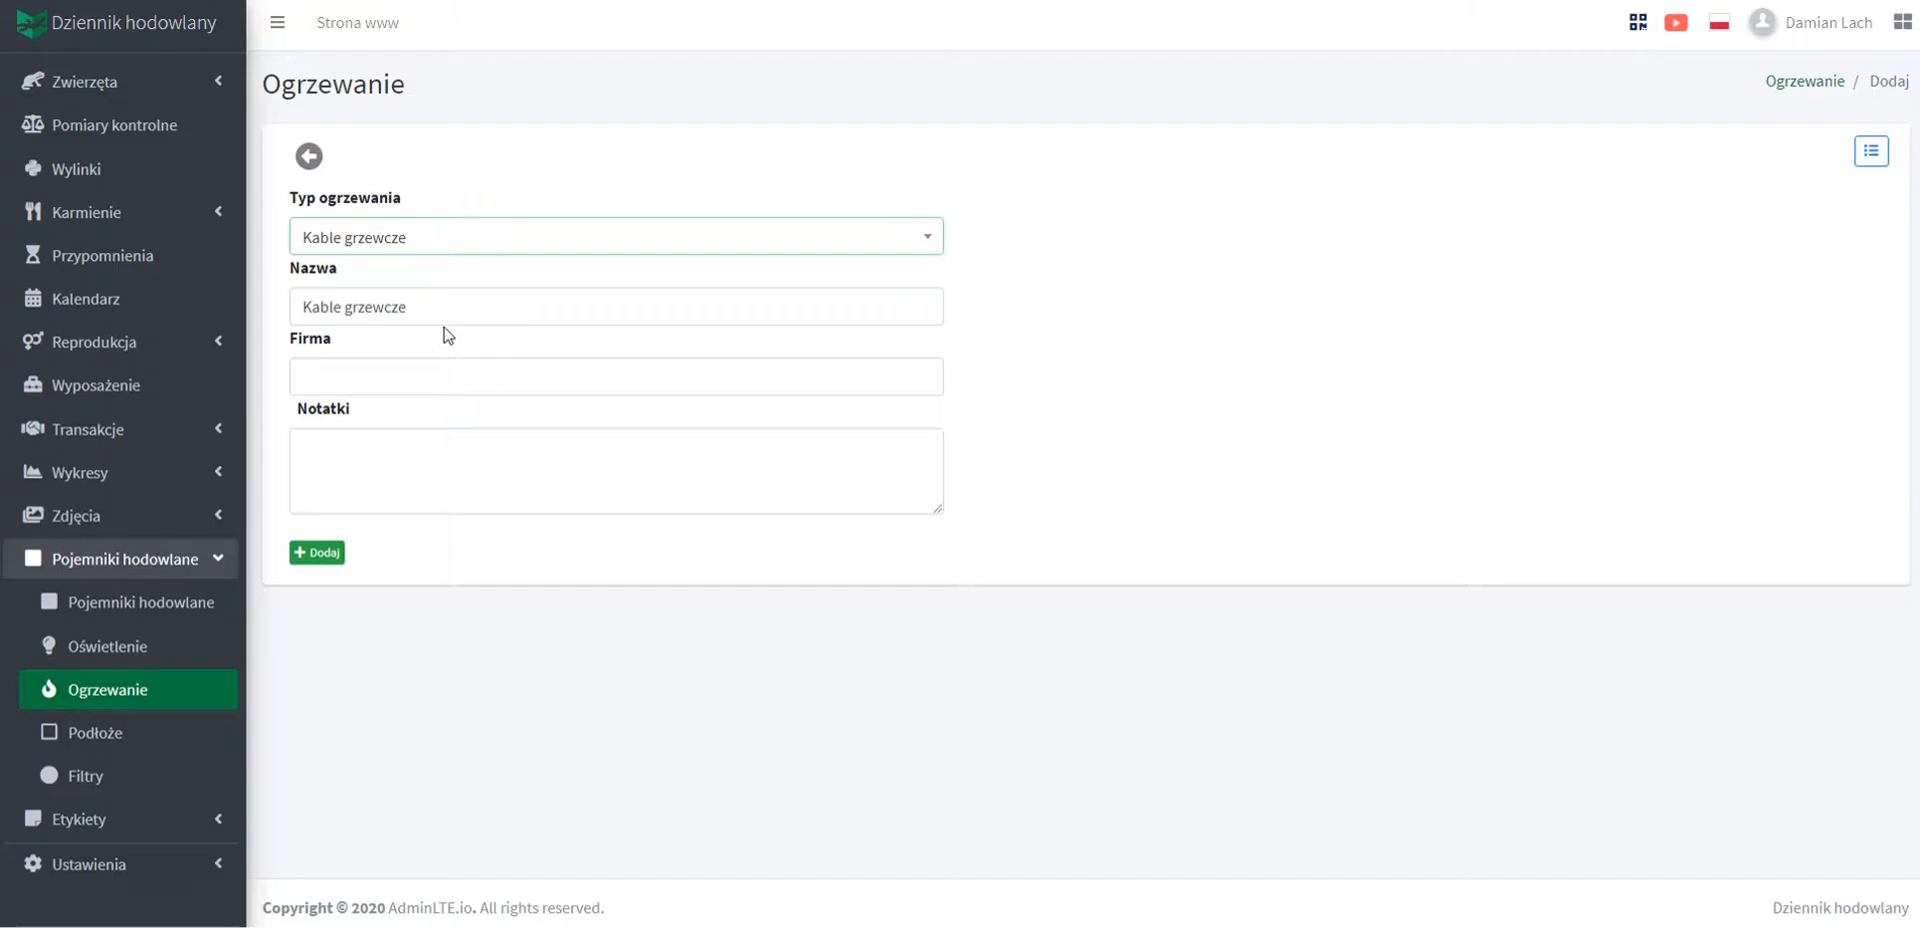 Dziennik hodowlany
Strona www
Damian Lach
Zwierzęta
Pomiary kontrolne
Wylinki
Karmienie
Przypomnienia
Kalendarz
Reprodukcja
Wyposażenie
Transakcje
Wykresy
Zdjęcia
Pojemniki hodowlane
Pojemniki hodowlane
Oświetlenie
Ogrzewanie
Podłoże
Filtry
Etykiety
Ustawienia
Ogrzewanie
Ogrzewanie / Dodaj
Typ ogrzewania
Kable grzewcze
Nazwa
Kable grzewcze
Firma
Notatki
+ Dodaj
Copyright © 2020 AdminLTE.io. All rights reserved.
Dziennik hodowlany